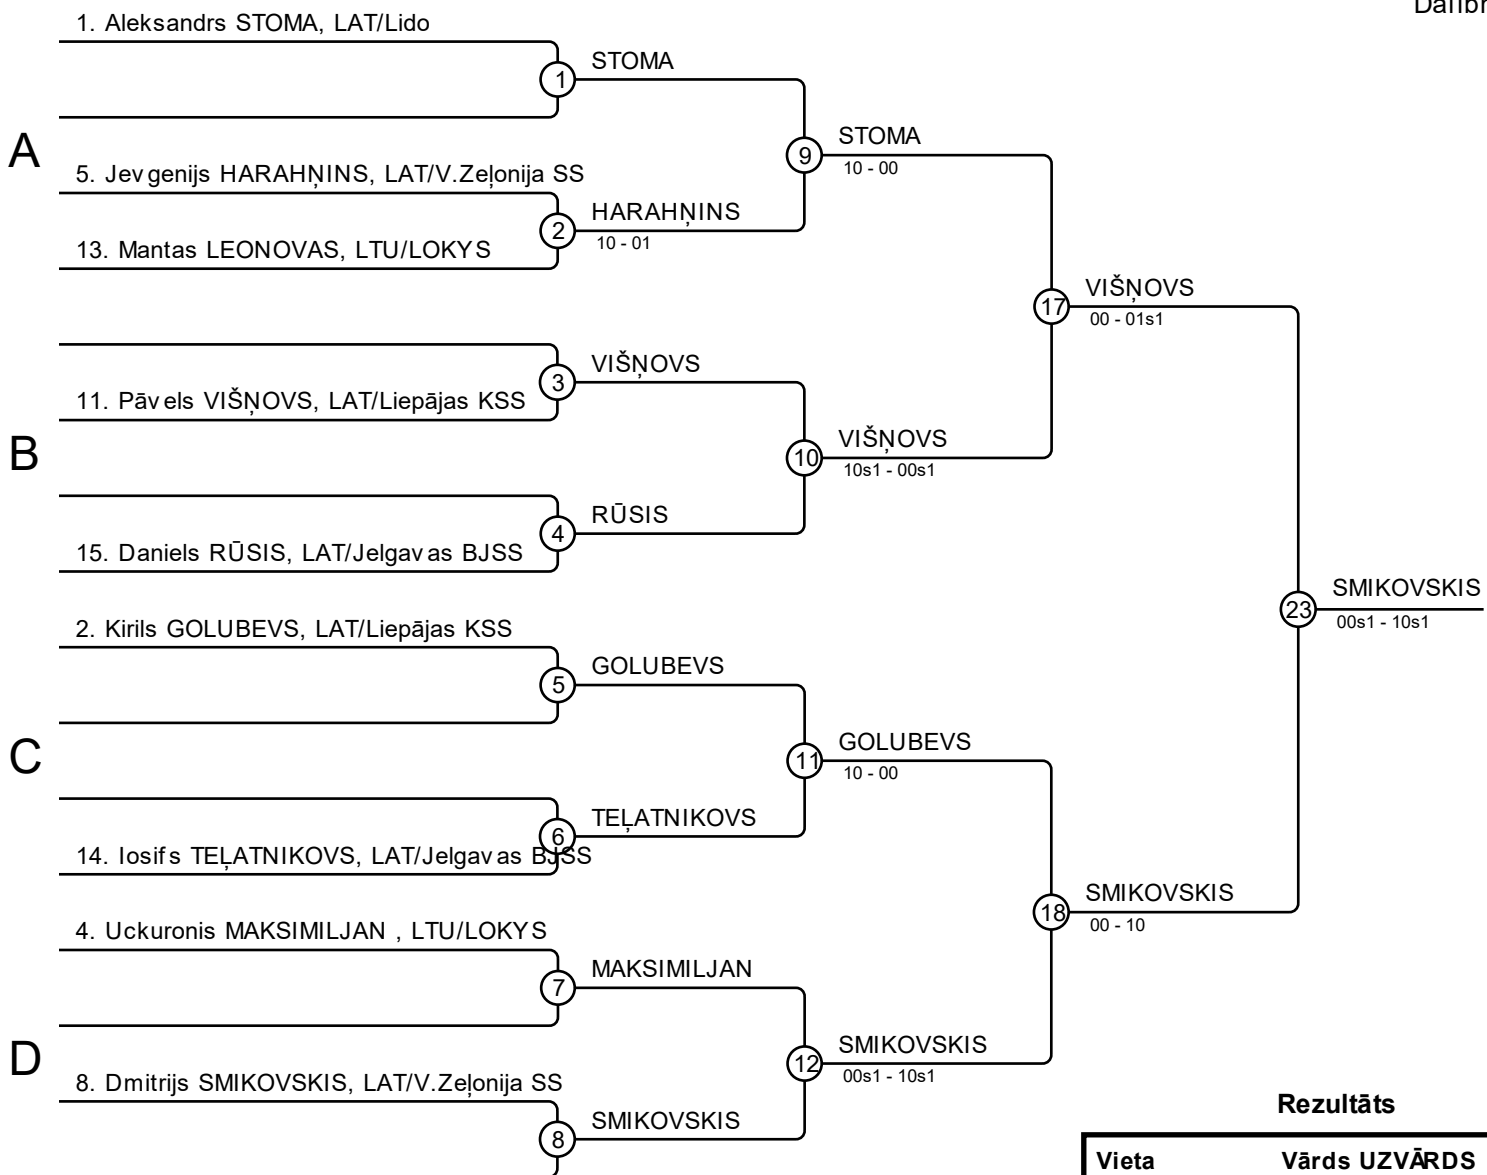 Dalībr
1. Aleksandrs STOMA, LAT/Lido
1
STOMA
A
9
STOMA
10 - 00
5. Jevgenijs HARAHŅINS, LAT/V.Zeļonija SS
2
HARAHŅINS
10 - 01
13. Mantas LEONOVAS, LTU/LOKYS
17
VIŠŅOVS
00 - 01s1
3
VIŠŅOVS
11. Pāvels VIŠŅOVS, LAT/Liepājas KSS
B
10
VIŠŅOVS
10s1 - 00s1
4
RŪSIS
15. Daniels RŪSIS, LAT/Jelgavas BJSS
23
SMIKOVSKIS
00s1 - 10s1
2. Kirils GOLUBEVS, LAT/Liepājas KSS
5
GOLUBEVS
C
11
GOLUBEVS
10 - 00
6
TEĻATNIKOVS
14. Iosifs TEĻATNIKOVS, LAT/Jelgavas BJSS
18
SMIKOVSKIS
00 - 10
4. Uckuronis MAKSIMILJAN , LTU/LOKYS
7
MAKSIMILJAN
D
12
SMIKOVSKIS
00s1 - 10s1
8. Dmitrijs SMIKOVSKIS, LAT/V.Zeļonija SS
8
SMIKOVSKIS
Rezultāts
Vieta Vārds UZVĀRDS